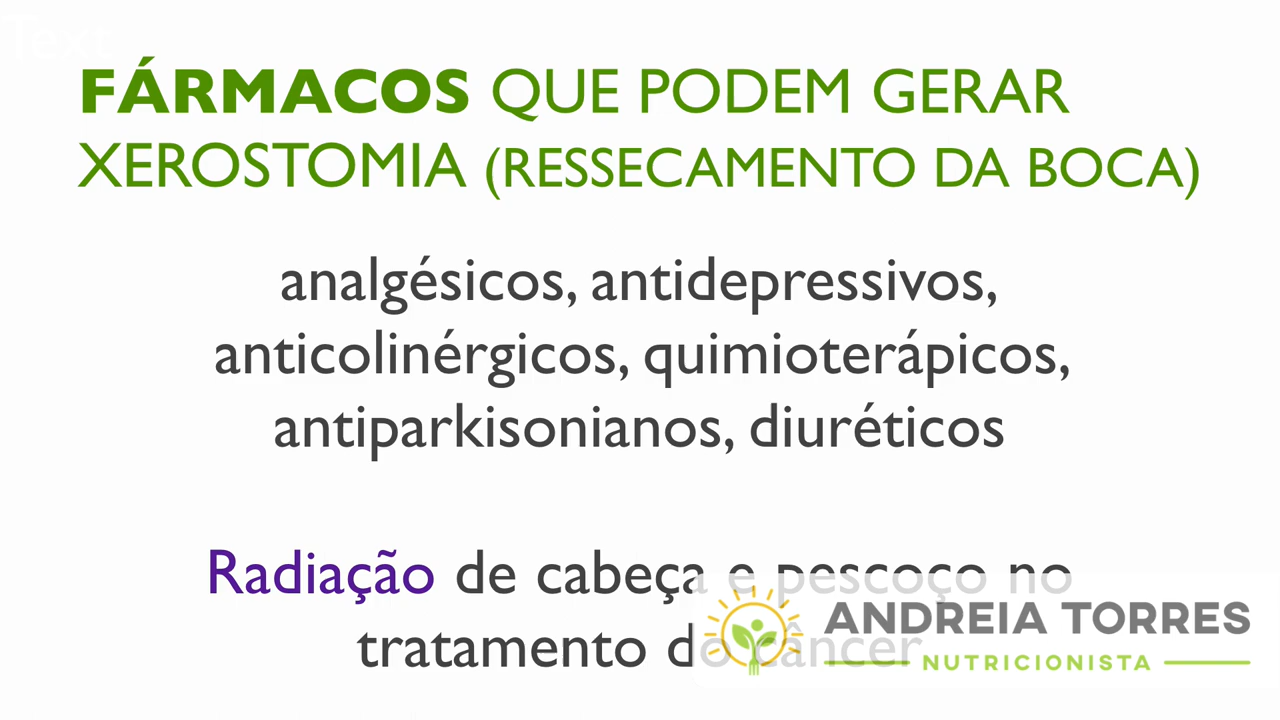 Text
FÁRMACOS QUE PODEM GERAR
XEROSTOMIA (RESSECAMENTO DA BOCA)
analgésicos, antidepressivos,
anticolinérgicos, quimioterápicos,
antiparkisonianos, diuréticos
Radiação de cabeça e pescoço no
tratamento do câncer
ANDREIA TORRES
NUTRICIONISTA